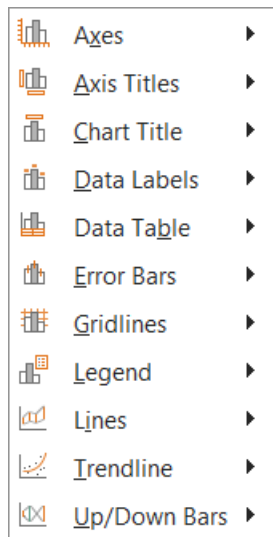 Axes
Axis Titles
Chart Title
Data Labels
Data Table
Error Bars
Gridlines
Legend
Lines
Trendline
Up/Down Bars